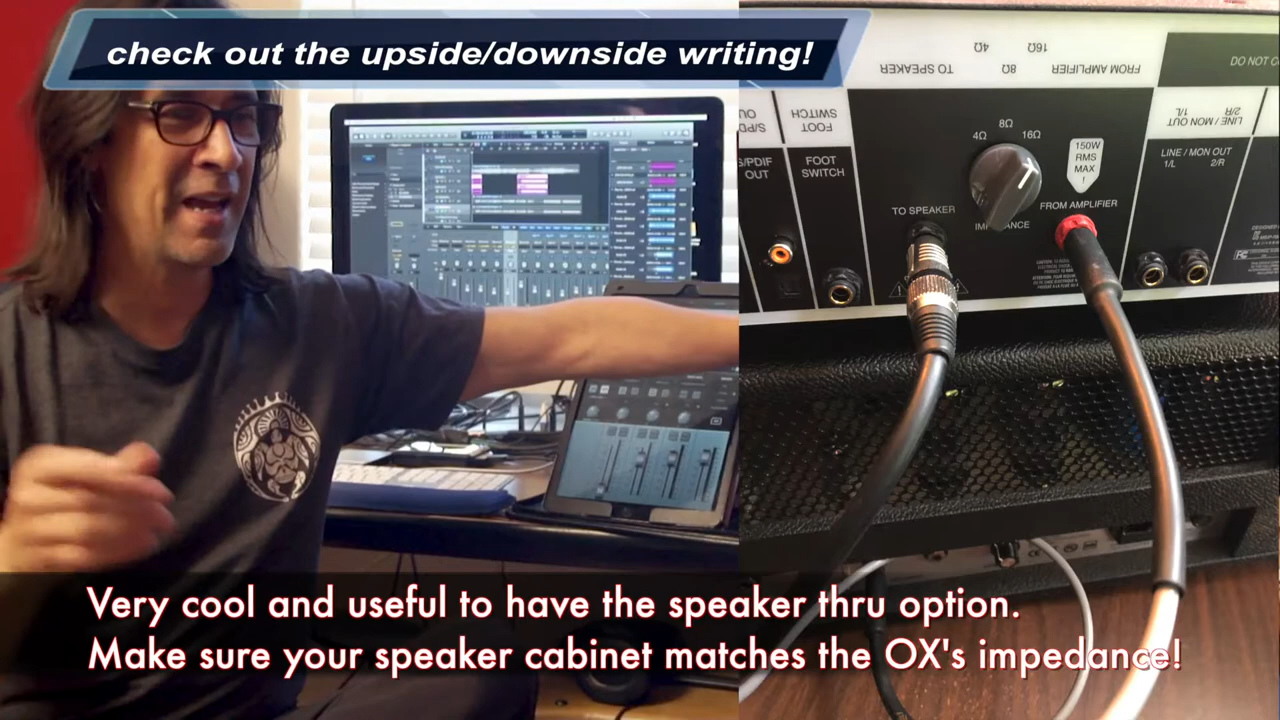 check out the upside/downside writing!
4Ω 16Ω
TO SPEAKER 8Ω FROM AMPLIFIER
DO NOT C
S/PDIF OUT
FOOT SWITCH
LINE / MON OUT
1/L 2/R
8Ω
4Ω 16Ω
150W
RMS
MAX
S/PDIF
OUT
FOOT
SWITCH
LINE / MON OUT
1/L 2/R
TO SPEAKER
FROM AMPLIFIER
FC
Very cool and useful to have the speaker thru option.
Make sure your speaker cabinet matches the OX's impedance!